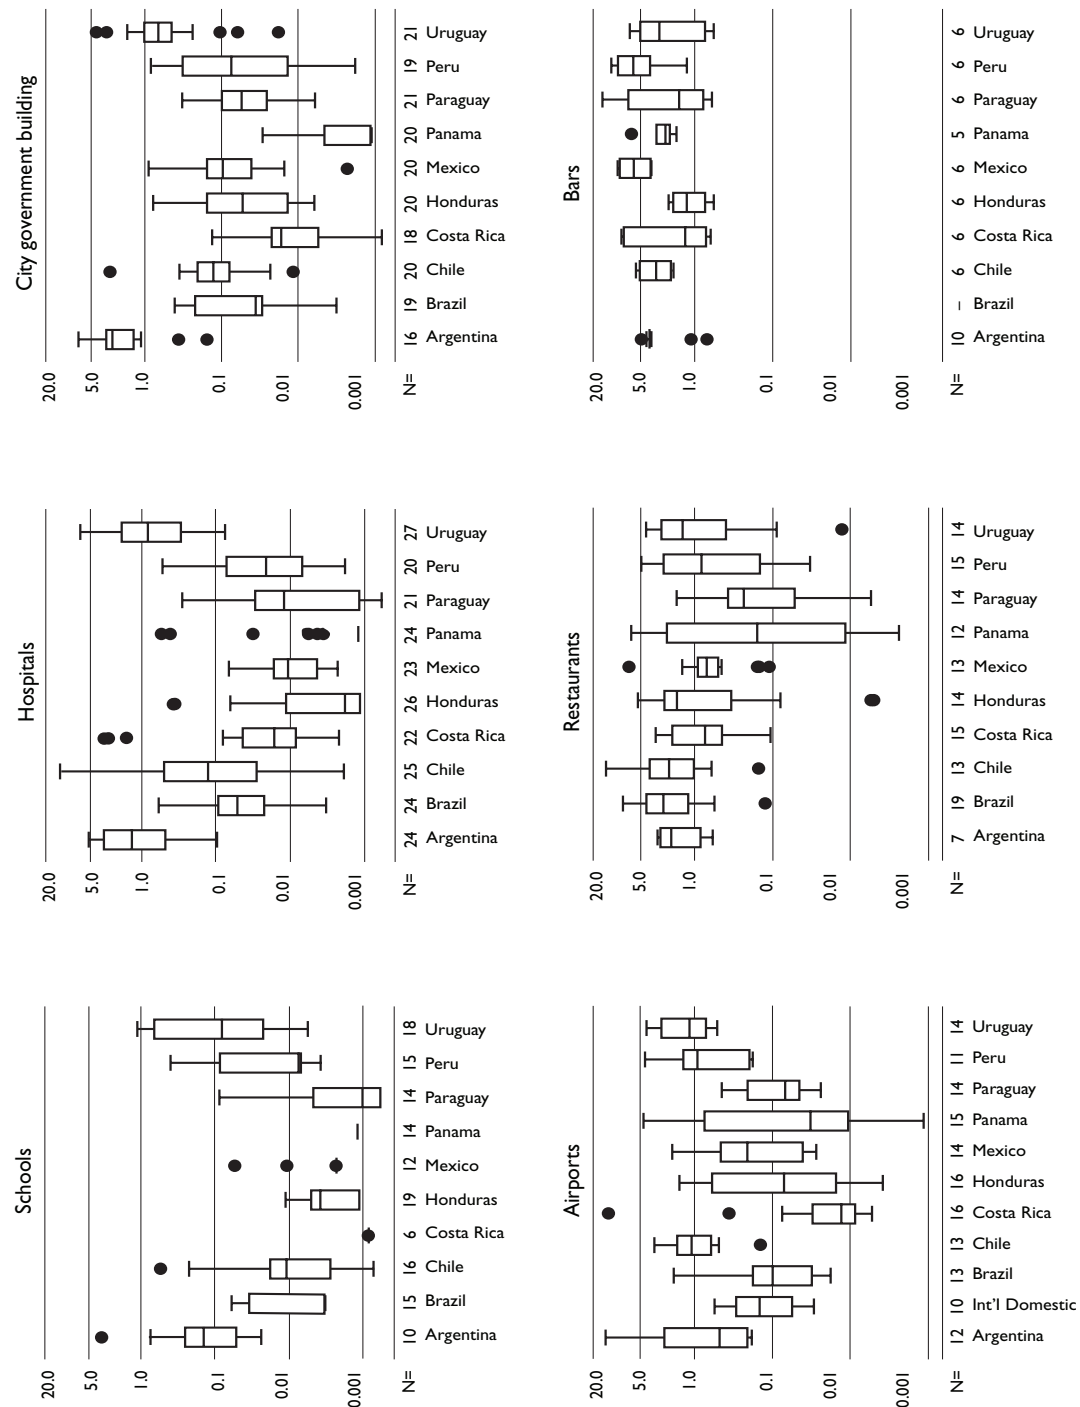 Schools
20.0
5.0
1.0
0.1
0.01
0.001
N= 10 15 16 6 19 12 14 14 15 18
Argentina Brazil Chile Costa Rica Honduras Mexico Panama Paraguay Peru Uruguay
Hospitals
20.0
5.0
1.0
0.1
0.01
0.001
N= 24 24 25 22 26 23 24 21 20 27
Argentina Brazil Chile Costa Rica Honduras Mexico Panama Paraguay Peru Uruguay
City government building
20.0
5.0
1.0
0.1
0.01
0.001
N= 16 19 20 18 20 20 20 21 19 21
Argentina Brazil Chile Costa Rica Honduras Mexico Panama Paraguay Peru Uruguay
Airports
20.0
5.0
1.0
0.1
0.01
0.001
N= 12 10 13 13 16 16 14 15 14 11 14
Argentina Int'l Domestic Brazil Chile Costa Rica Honduras Mexico Panama Paraguay Peru Uruguay
Restaurants
20.0
5.0
1.0
0.1
0.01
0.001
N= 7 19 13 15 14 13 12 14 15 14
Argentina Brazil Chile Costa Rica Honduras Mexico Panama Paraguay Peru Uruguay
Bars
20.0
5.0
1.0
0.1
0.01
0.001
N= 10 – 6 6 6 6 5 6 6 6
Argentina Brazil Chile Costa Rica Honduras Mexico Panama Paraguay Peru Uruguay